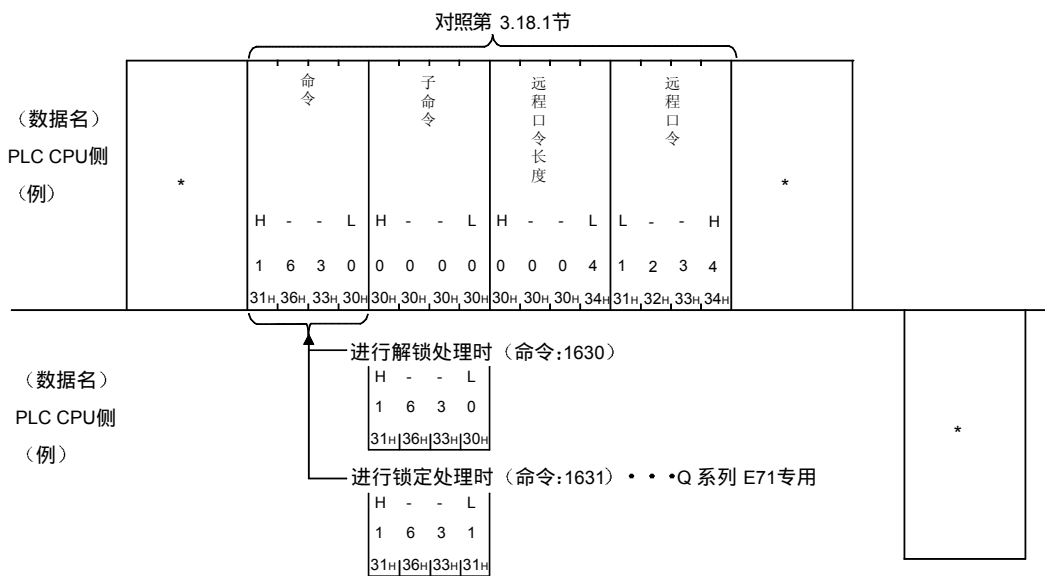 对照第 3.18.1节
命令
子命令
远程口令长度
远程口令
（数据名）
PLC CPU侧
（例）
*
*
H - - L H - - L H - - L L - - H
1 6 3 0 0 0 0 0 0 0 0 4 1 2 3 4
31H 36H 33H 30H 30H 30H 30H 30H 30H 30H 30H 34H 31H 32H 33H 34H
进行解锁处理时（命令:1630）
（数据名）
PLC CPU侧
（例）
H - - L
1 6 3 0
31H 36H 33H 30H
*
进行锁定处理时（命令:1631）・・・Q 系列 E71专用
H - - L
1 6 3 1
31H 36H 33H 31H